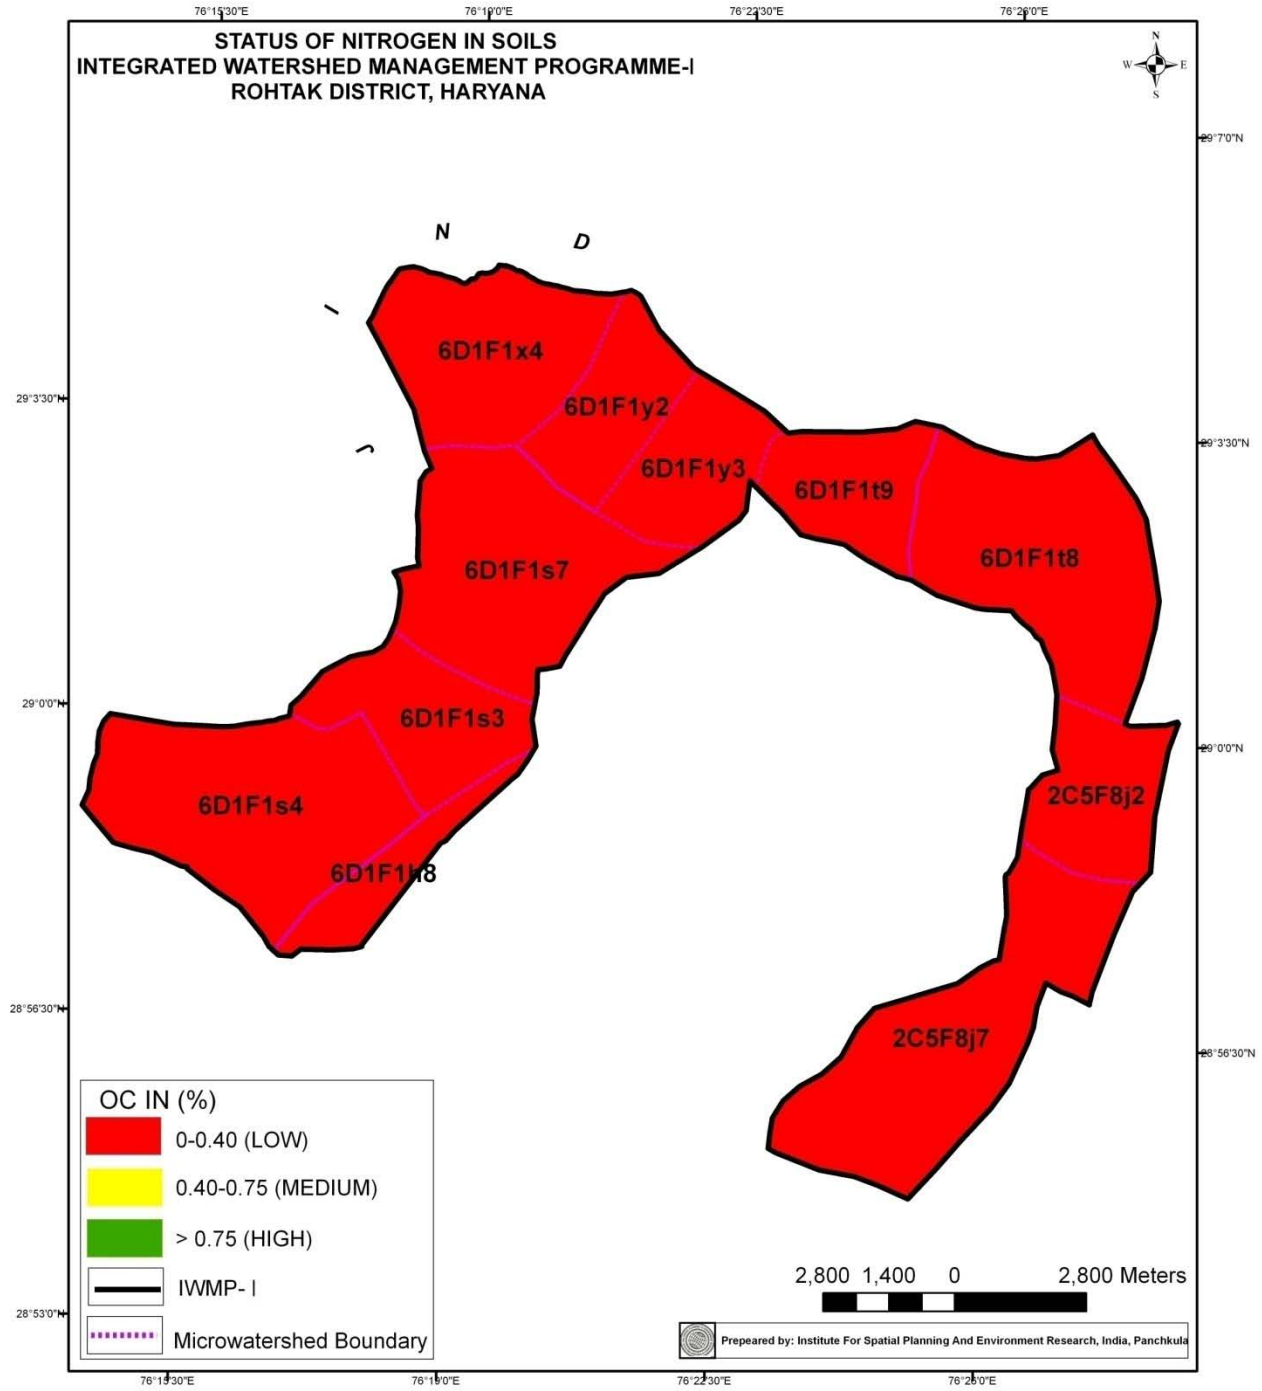 76°15'30"E 76°19'0"E 76°22'30"E 76°26'0"E
STATUS OF NITROGEN IN SOILS
INTEGRATED WATERSHED MANAGEMENT PROGRAMME-I
ROHTAK DISTRICT, HARYANA
N
W E
S
29°7'0"N
N D
I
J
6D1F1x4
29°3'30"N
6D1F1y2
29°3'30"N
6D1F1y3
6D1F1t9
6D1F1t8
6D1F1s7
29°0'0"N
6D1F1s3
29°0'0"N
2C5F8j2
6D1F1s4
6D1F1h8
28°56'30"N
2C5F8j7
28°56'30"N
OC IN (%)
0-0.40 (LOW)
0.40-0.75 (MEDIUM)
> 0.75 (HIGH)
IWMP- I
Microwatershed Boundary
28°53'0"N
2,800 1,400 0 2,800 Meters
Prepeared by: Institute For Spatial Planning And Environment Research, India, Panchkula
76°15'30"E 76°19'0"E 76°22'30"E 76°26'0"E